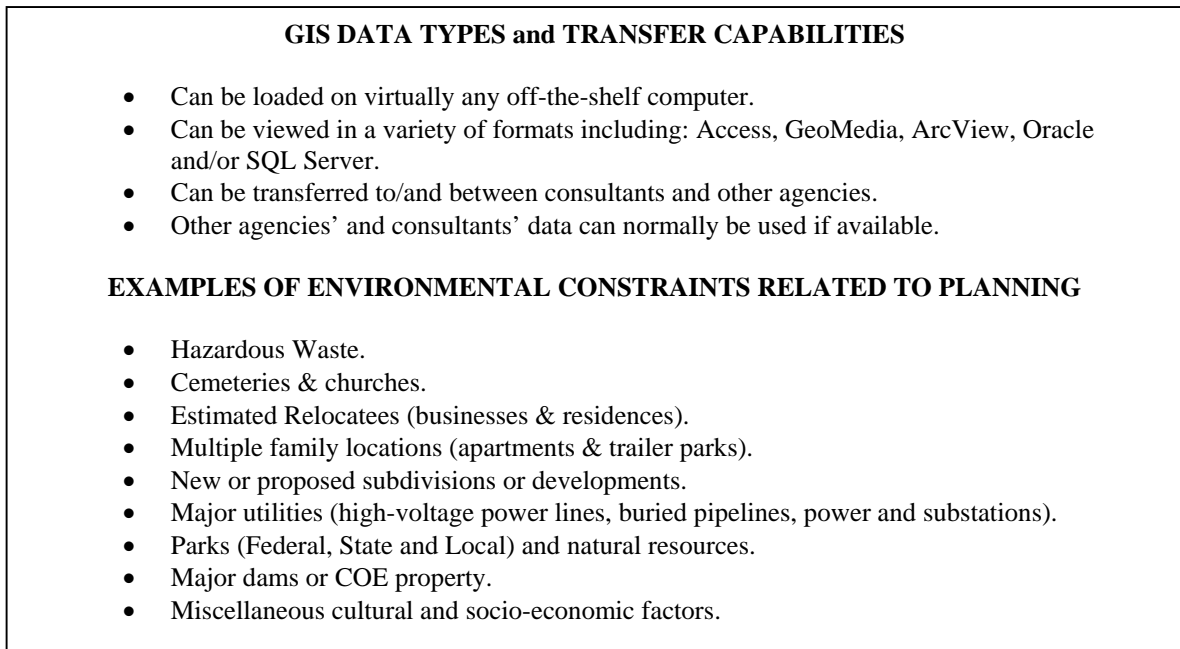 GIS DATA TYPES and TRANSFER CAPABILITIES
• Can be loaded on virtually any off-the-shelf computer.
• Can be viewed in a variety of formats including: Access, GeoMedia, ArcView, Oracle
and/or SQL Server.
• Can be transferred to/and between consultants and other agencies.
• Other agencies’ and consultants’ data can normally be used if available.
EXAMPLES OF ENVIRONMENTAL CONSTRAINTS RELATED TO PLANNING
• Hazardous Waste.
• Cemeteries & churches.
• Estimated Relocatees (businesses & residences).
• Multiple family locations (apartments & trailer parks).
• New or proposed subdivisions or developments.
• Major utilities (high-voltage power lines, buried pipelines, power and substations).
• Parks (Federal, State and Local) and natural resources.
• Major dams or COE property.
• Miscellaneous cultural and socio-economic factors.